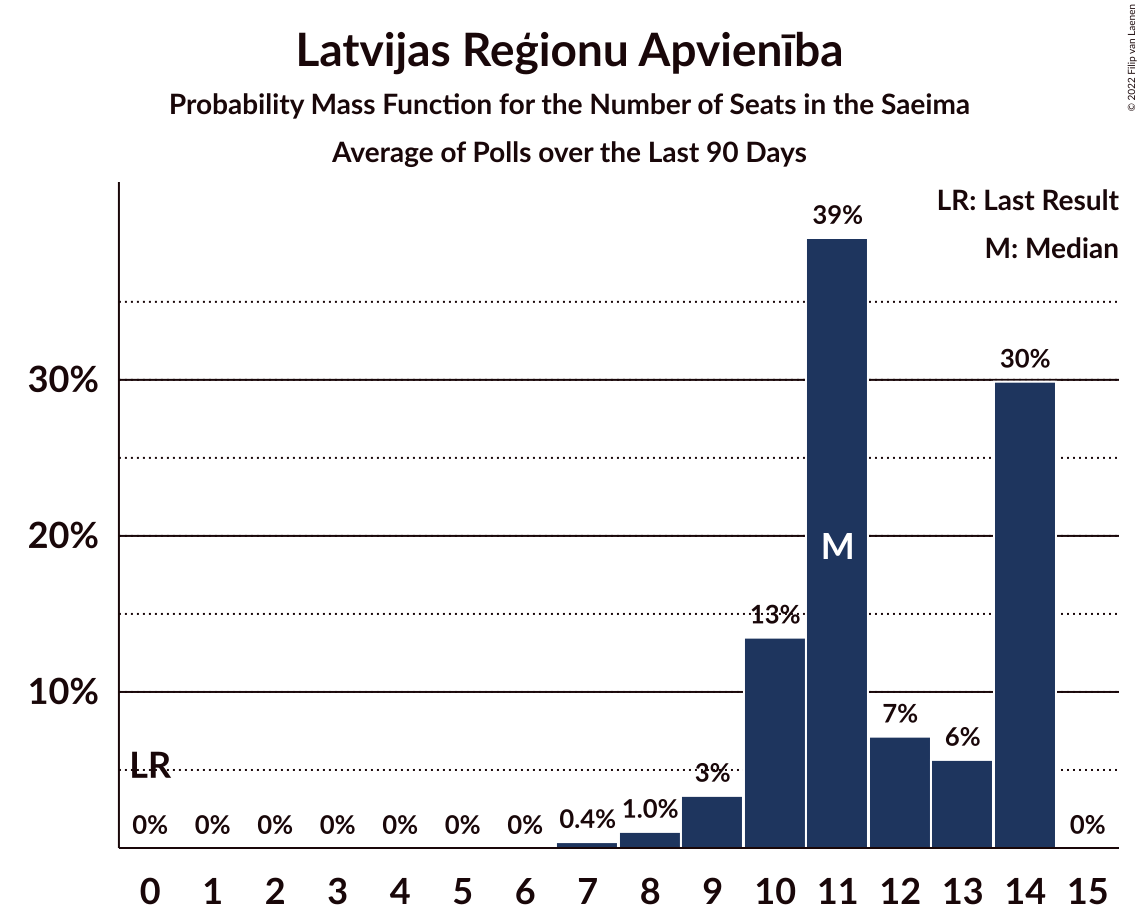 Latvijas Reģionu Apvienība
Probability Mass Function for the Number of Seats in the Saeima
Average of Polls over the Last 90 Days
© 2022 Filip van Laenen
LR: Last Result
M: Median
39%
30%
30%
20%
M
13%
10%
7%
6%
LR
3%
0% 0% 0% 0% 0% 0% 0% 0.4% 1.0% 0%
0 1 2 3 4 5 6 7 8 9 10 11 12 13 14 15